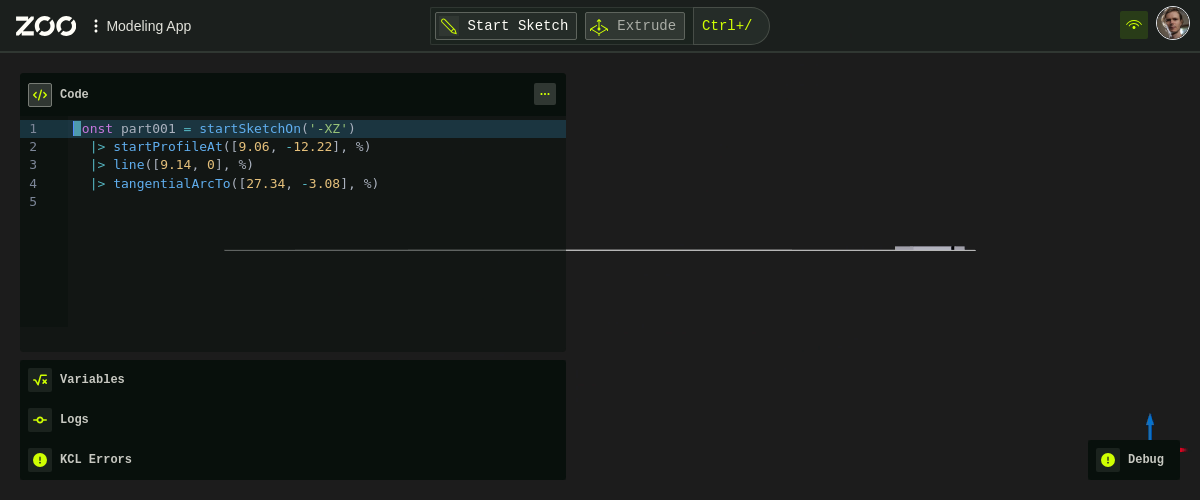 ZOO
Modeling App
Start Sketch
Extrude
Ctrl+/
Code
1 onst part001 = startSketchOn('-XZ')
2 |> startProfileAt([9.06, -12.22], %)
3 |> line([9.14, 0], %)
4 |> tangentialArcTo([27.34, -3.08], %)
5
Variables
Logs
KCL Errors
Debug